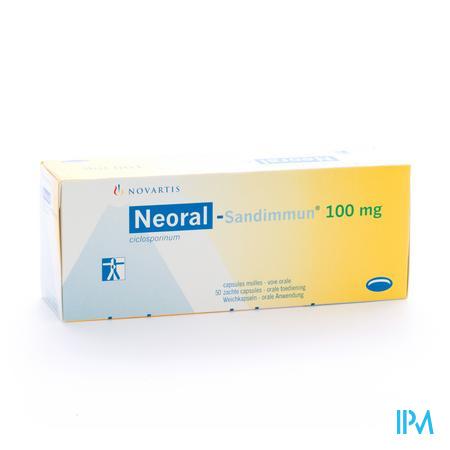 NOVARTIS
Neoral -Sandimmun® 100 mg
ciclosporinum
capsules molles - voie orale
50 zachte capsules - orale toediening
Weichkapseln - orale Anwendung
IPM